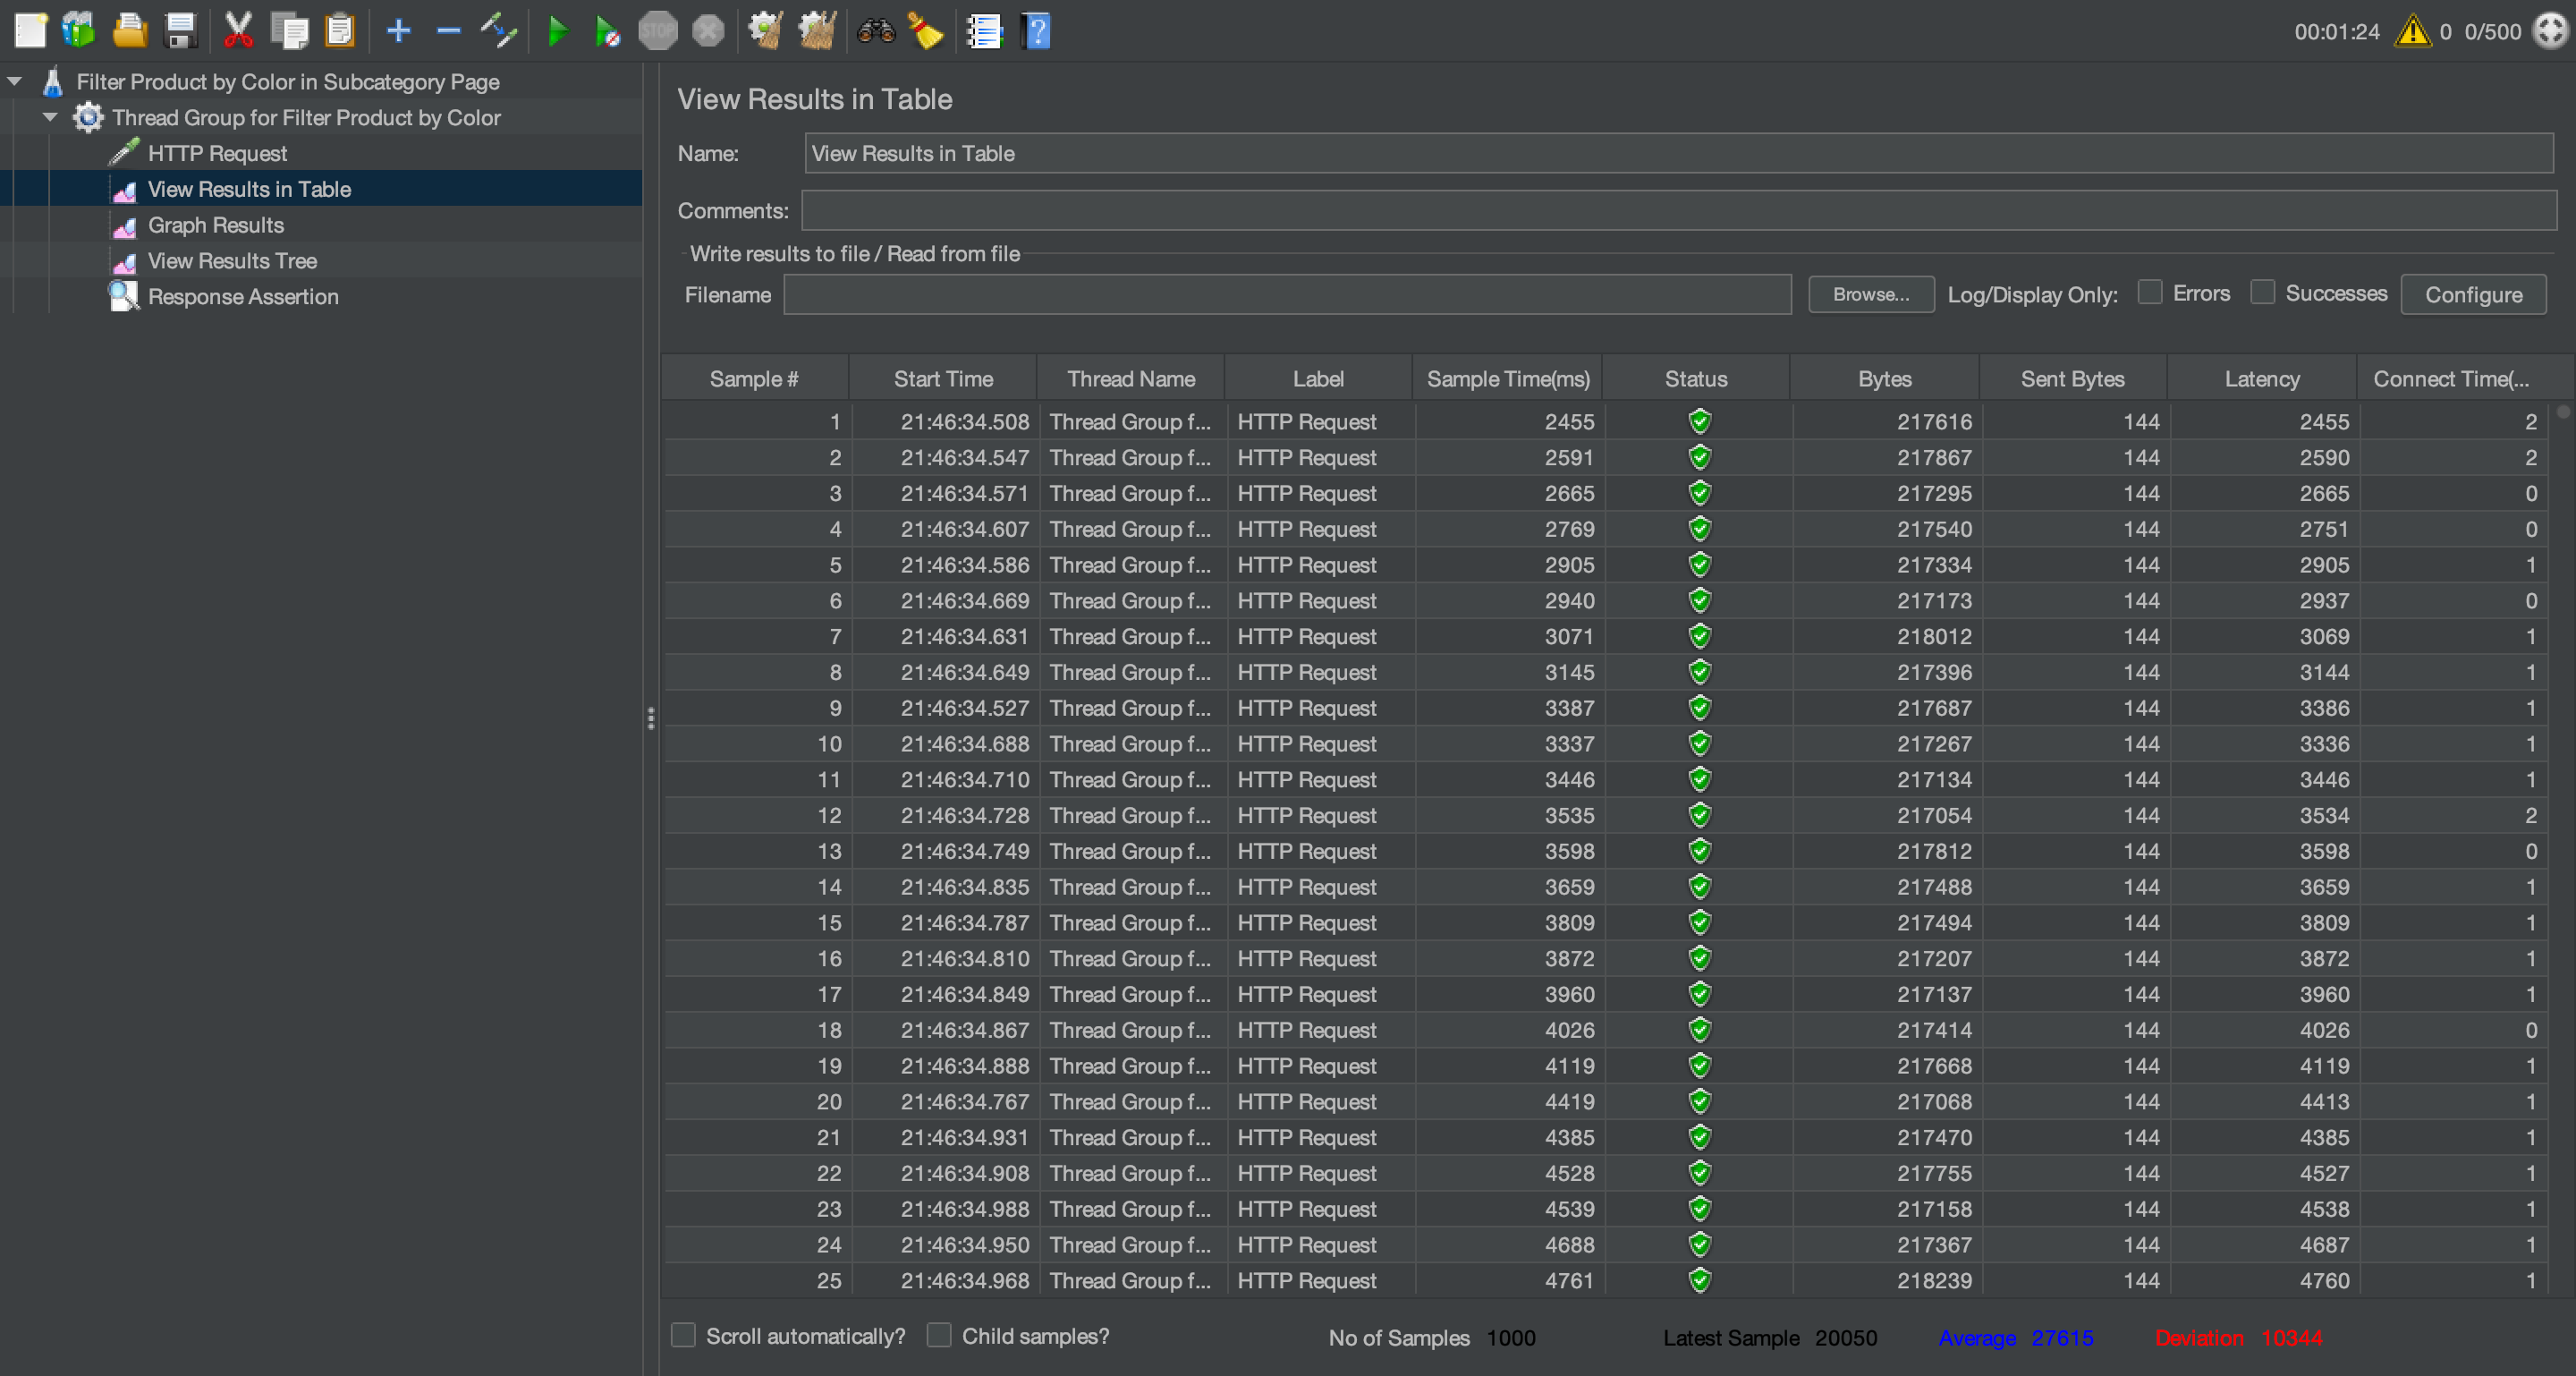 STOP
00:01:24 0 0/500
Filter Product by Color in Subcategory Page
Thread Group for Filter Product by Color
HTTP Request
View Results in Table
Graph Results
View Results Tree
Response Assertion
View Results in Table
Name: View Results in Table
Comments:
Write results to file / Read from file
Filename Browse... Log/Display Only: Errors Successes Configure
Sample # Start Time Thread Name Label Sample Time(ms) Status Bytes Sent Bytes Latency Connect Time(...
1 21:46:34.508 Thread Group f... HTTP Request 2455 217616 144 2455 2
2 21:46:34.547 Thread Group f... HTTP Request 2591 217867 144 2590 2
3 21:46:34.571 Thread Group f... HTTP Request 2665 217295 144 2665 0
4 21:46:34.607 Thread Group f... HTTP Request 2769 217540 144 2751 0
5 21:46:34.586 Thread Group f... HTTP Request 2905 217334 144 2905 1
6 21:46:34.669 Thread Group f... HTTP Request 2940 217173 144 2937 0
7 21:46:34.631 Thread Group f... HTTP Request 3071 218012 144 3069 1
8 21:46:34.649 Thread Group f... HTTP Request 3145 217396 144 3144 1
9 21:46:34.527 Thread Group f... HTTP Request 3387 217687 144 3386 1
10 21:46:34.688 Thread Group f... HTTP Request 3337 217267 144 3336 1
11 21:46:34.710 Thread Group f... HTTP Request 3446 217134 144 3446 1
12 21:46:34.728 Thread Group f... HTTP Request 3535 217054 144 3534 2
13 21:46:34.749 Thread Group f... HTTP Request 3598 217812 144 3598 0
14 21:46:34.835 Thread Group f... HTTP Request 3659 217488 144 3659 1
15 21:46:34.787 Thread Group f... HTTP Request 3809 217494 144 3809 1
16 21:46:34.810 Thread Group f... HTTP Request 3872 217207 144 3872 1
17 21:46:34.849 Thread Group f... HTTP Request 3960 217137 144 3960 1
18 21:46:34.867 Thread Group f... HTTP Request 4026 217414 144 4026 0
19 21:46:34.888 Thread Group f... HTTP Request 4119 217668 144 4119 1
20 21:46:34.767 Thread Group f... HTTP Request 4419 217068 144 4413 1
21 21:46:34.931 Thread Group f... HTTP Request 4385 217470 144 4385 1
22 21:46:34.908 Thread Group f... HTTP Request 4528 217755 144 4527 1
23 21:46:34.988 Thread Group f... HTTP Request 4539 217158 144 4538 1
24 21:46:34.950 Thread Group f... HTTP Request 4688 217367 144 4687 1
25 21:46:34.968 Thread Group f... HTTP Request 4761 218239 144 4760 1
Scroll automatically? Child samples? No of Samples 1000 Latest Sample 20050 Average 27615 Deviation 10344